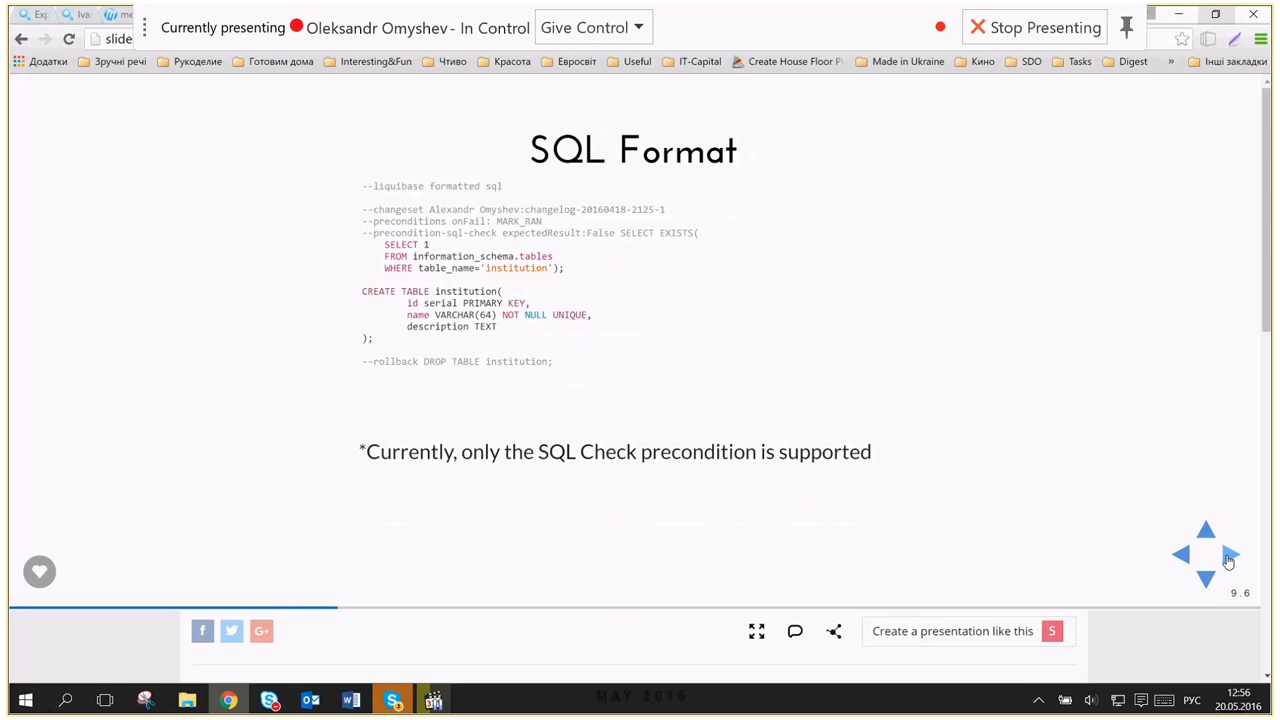 Exp
Iva
me
Currently presenting
Oleksandr Omyshev - In Control
Give Control
Stop Presenting
slide
Додатки
Зручні речі
Рукоделие
Готовим дома
Interesting&Fun
Чтиво
Красота
Євросвіт
Useful
IT-Capital
Create House Floor Pl
Made in Ukraine
Кино
SDO
Tasks
Digest
»
Інші закладки
SQL Format
--liquibase formatted sql
--changeset Alexandr Omyshev:changelog-20160418-2125-1
--preconditions onFail: MARK_RAN
--precondition-sql-check expectedResult:False SELECT EXISTS(
SELECT 1
FROM information_schema.tables
WHERE table_name='institution');
CREATE TABLE institution(
id serial PRIMARY KEY,
name VARCHAR(64) NOT NULL UNIQUE,
description TEXT
);
--rollback DROP TABLE institution;
*Currently, only the SQL Check precondition is supported
9.6
f
G+
Create a presentation like this
S
MAY 2016
РУС
12:56
20.05.2016